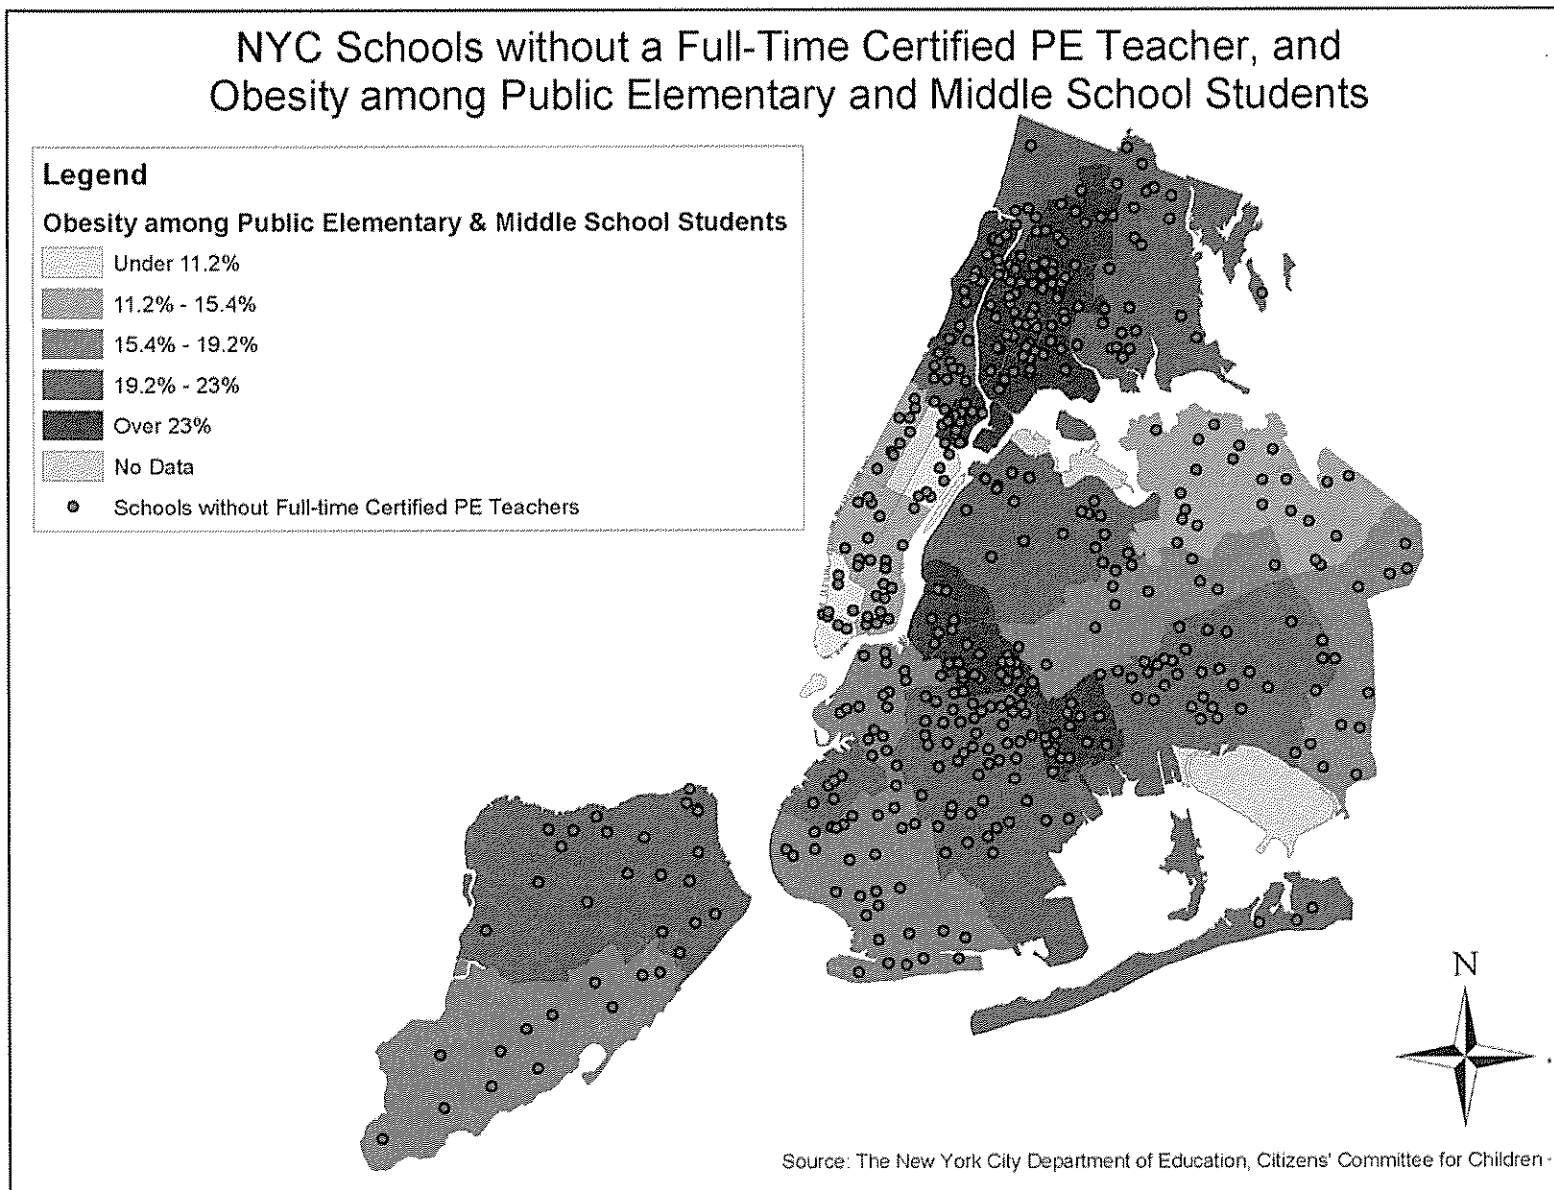 NYC Schools without a Full-Time Certified PE Teacher, and
Obesity among Public Elementary and Middle School Students
Legend
Obesity among Public Elementary & Middle School Students
Under 11.2%
11.2% - 15.4%
15.4% - 19.2%
19.2% - 23%
Over 23%
No Data
Schools without Full-time Certified PE Teachers
N
Source: The New York City Department of Education, Citizens' Committee for Children